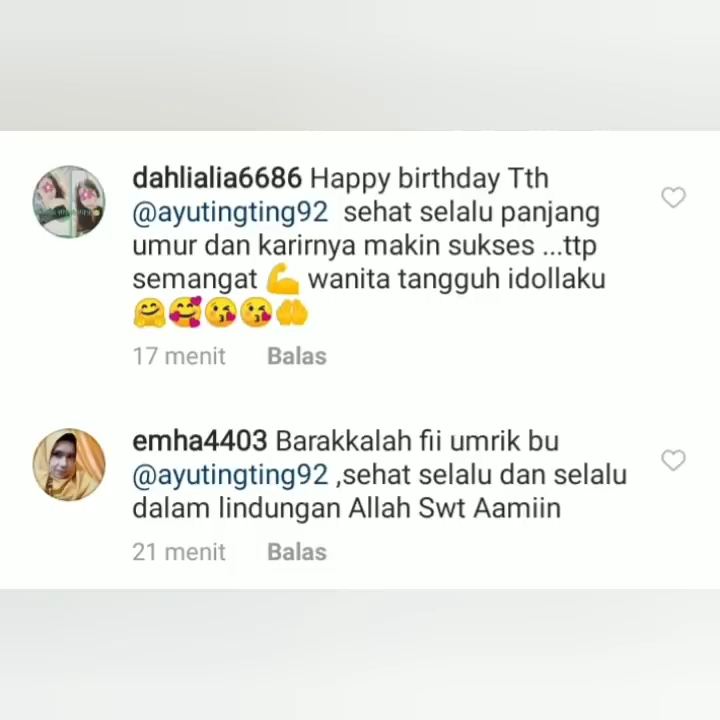 dahlialia6686 Happy birthday Tth
@ayutingting92 sehat selalu panjang
umur dan karirnya makin sukses ...ttp
semangat 💪 wanita tangguh idollaku
🤗🥰😘😘🤲
17 menit Balas
emha4403 Barakkalah fii umrik bu
@ayutingting92 ,sehat selalu dan selalu
dalam lindungan Allah Swt Aamiin
21 menit Balas